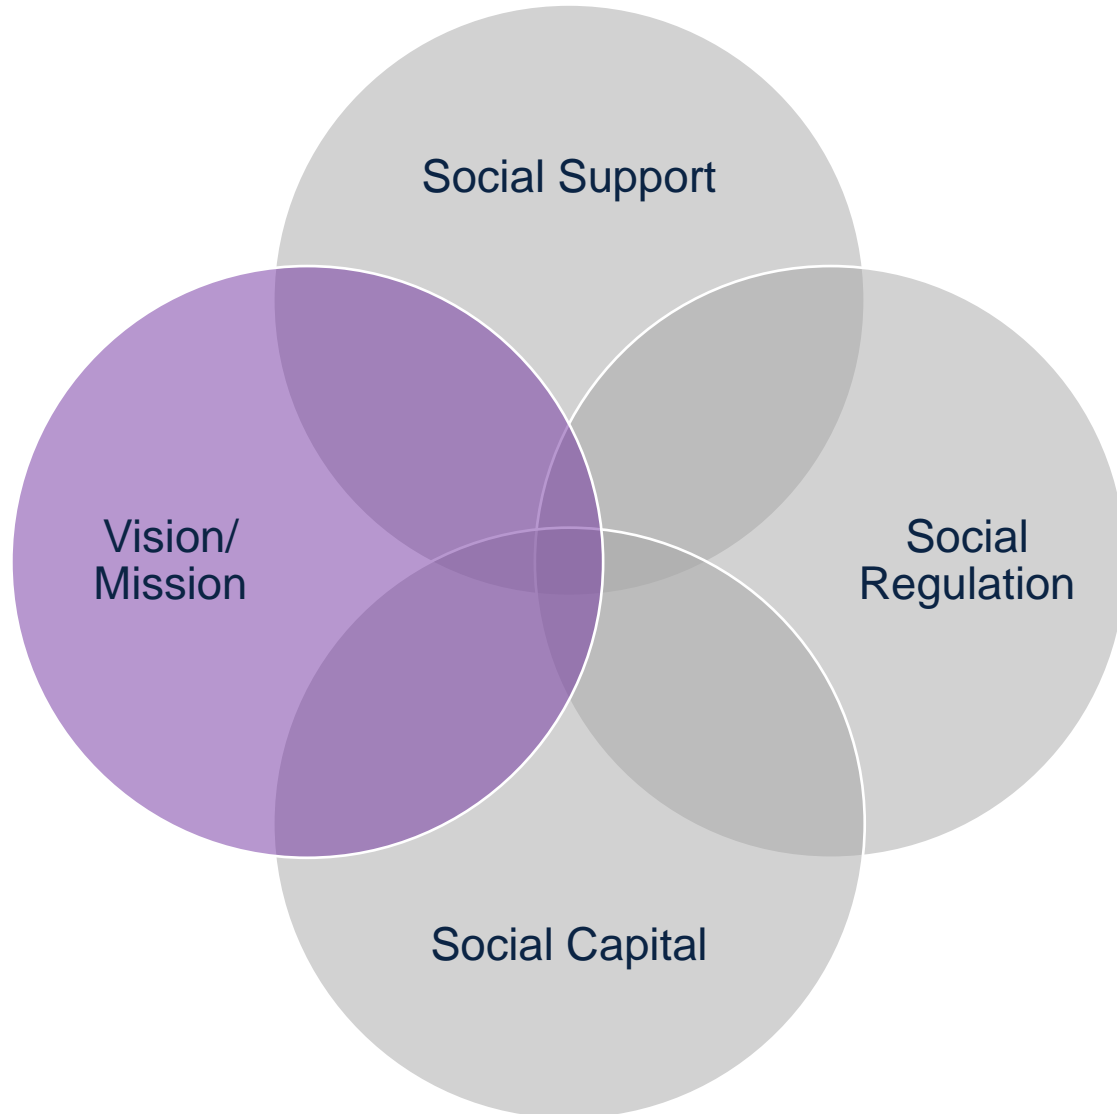 Social Support
Vision/
Mission
Social
Regulation
Social Capital